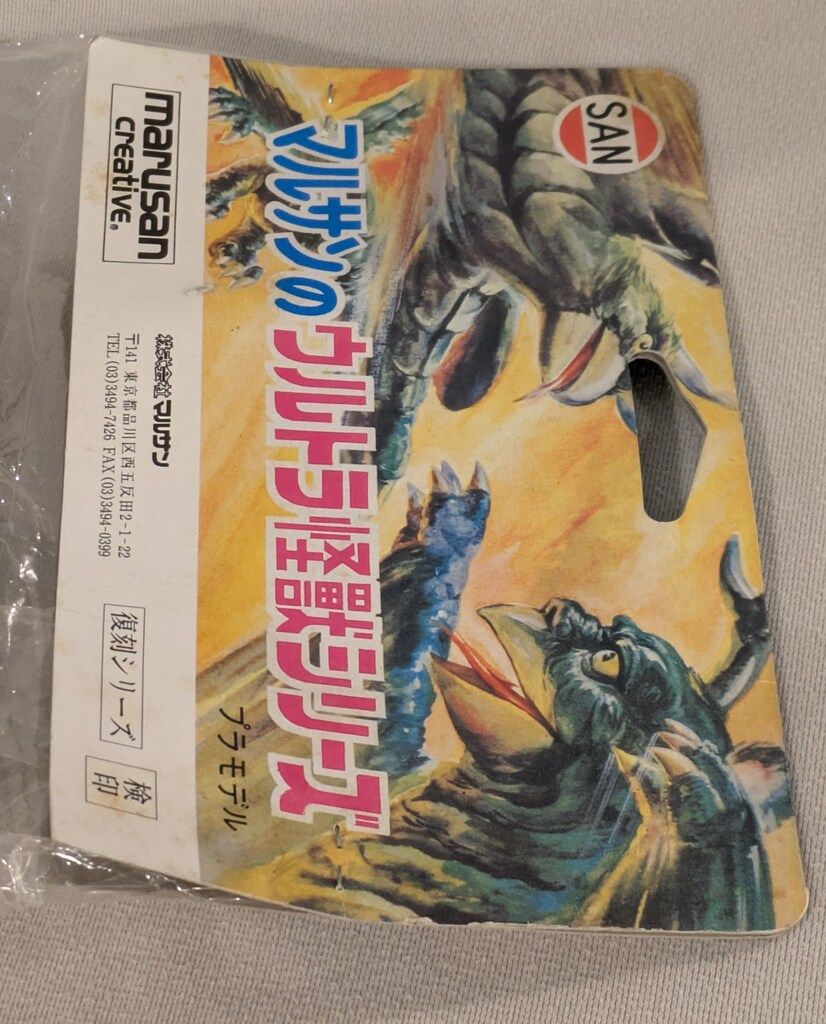 SAN
マルサンの
ウルトラ怪獣シリーズ
プラモデル
marusan
creative®
株式会社マルサン
〒141 東京都品川区西五反田2-1-22
TEL(03)3494-7426 FAX(03)3494-0399
復刻シリーズ
検印